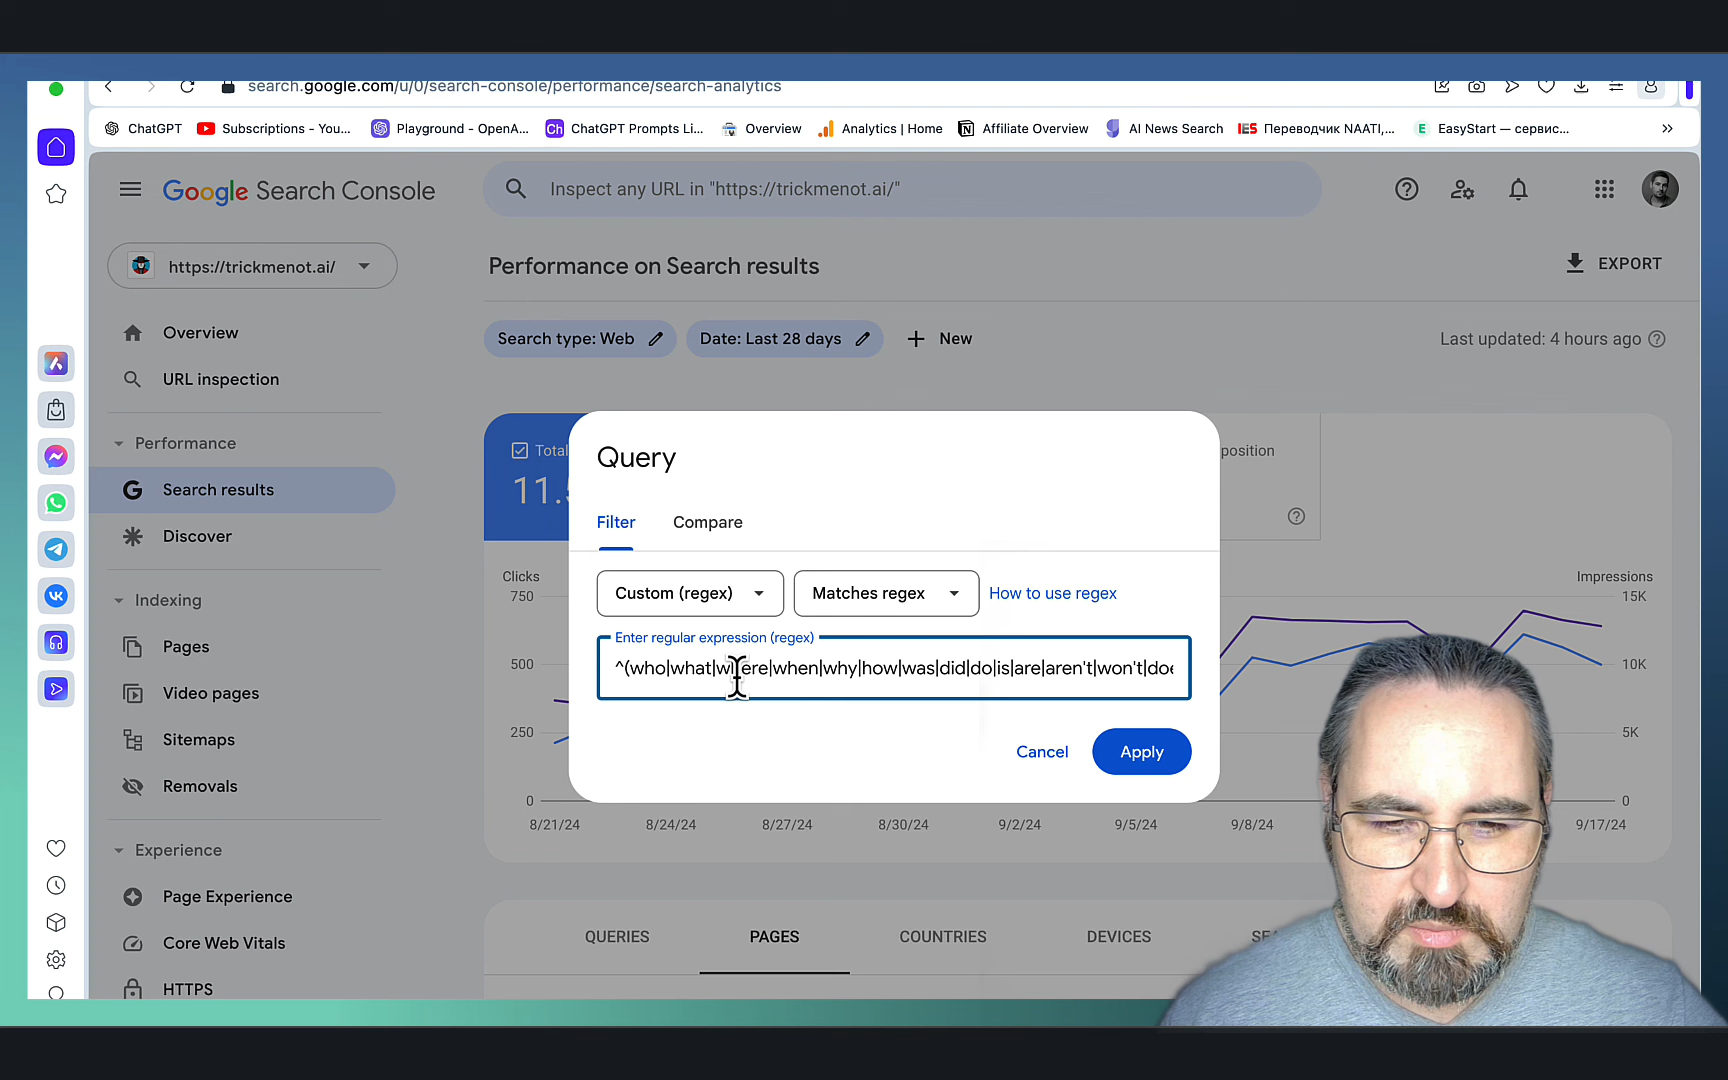 search.google.com/u/0/search-console/performance/search-analytics
ChatGPT
Subscriptions - You...
Playground - OpenA...
Ch
ChatGPT Prompts Li...
Overview
Analytics | Home
Affiliate Overview
AI News Search
IES
Переводчик NAATI,...
E
EasyStart — сервис...
Google Search Console
Inspect any URL in "https://trickmenot.ai/"
https://trickmenot.ai/
Performance on Search results
EXPORT
Overview
Search type: Web
Date: Last 28 days
New
Last updated: 4 hours ago
URL inspection
Performance
Search results
Discover
Indexing
Pages
Video pages
Sitemaps
Removals
Experience
Page Experience
Core Web Vitals
HTTPS
Total
11.5
position
Query
Filter
Compare
Custom (regex)
Matches regex
How to use regex
Enter regular expression (regex)
^(who|what|where|when|why|how|was|did|do|is|are|aren't|won't|doe
Cancel
Apply
Clicks
750
500
250
0
Impressions
15K
10K
5K
0
8/21/24
8/24/24
8/27/24
8/30/24
9/2/24
9/5/24
9/8/24
9/17/24
QUERIES
PAGES
COUNTRIES
DEVICES